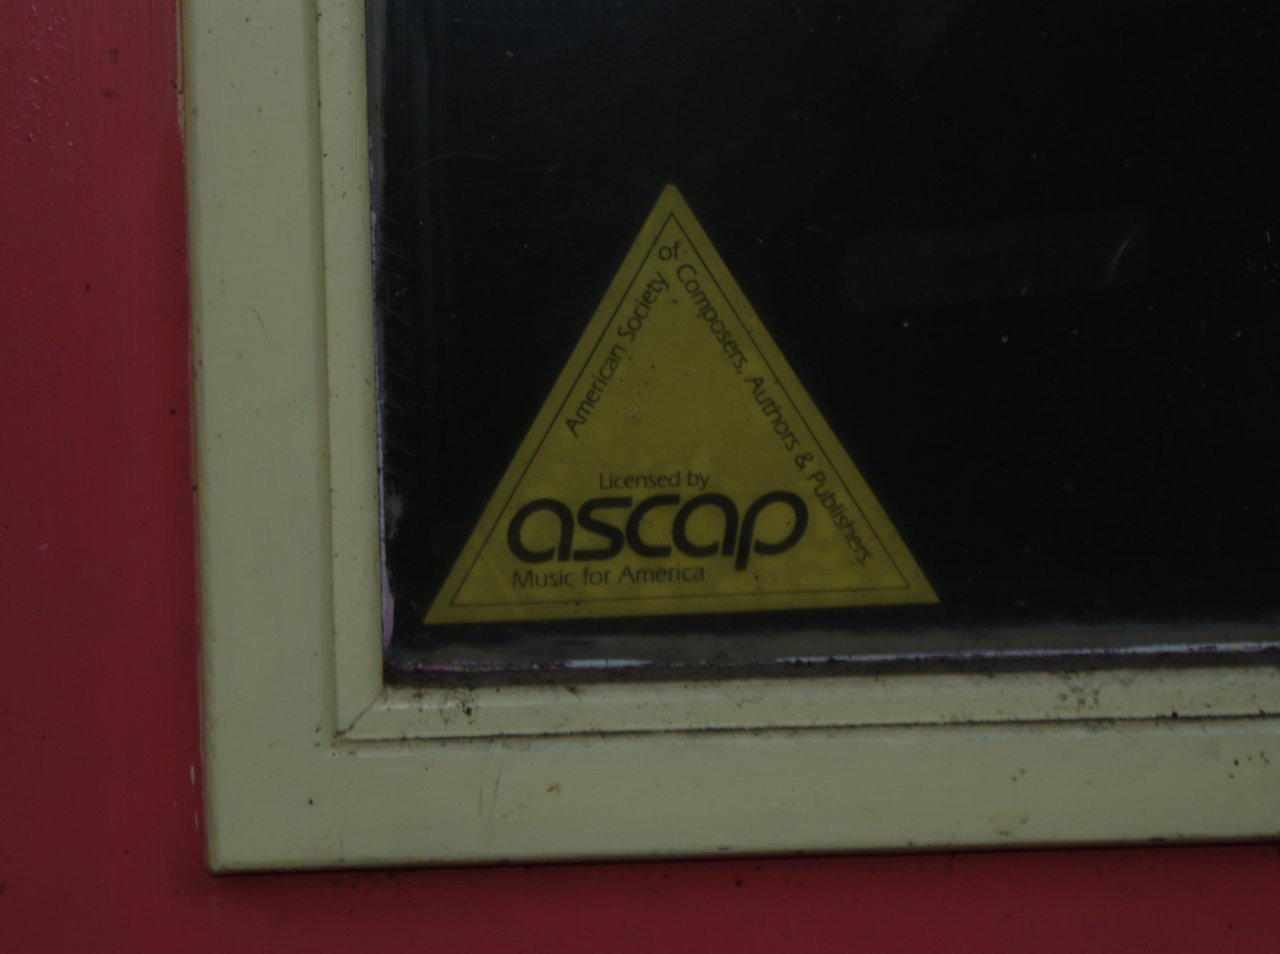 American Society of Composers, Authors & Publishers.
Licensed by
ascap
Music for America